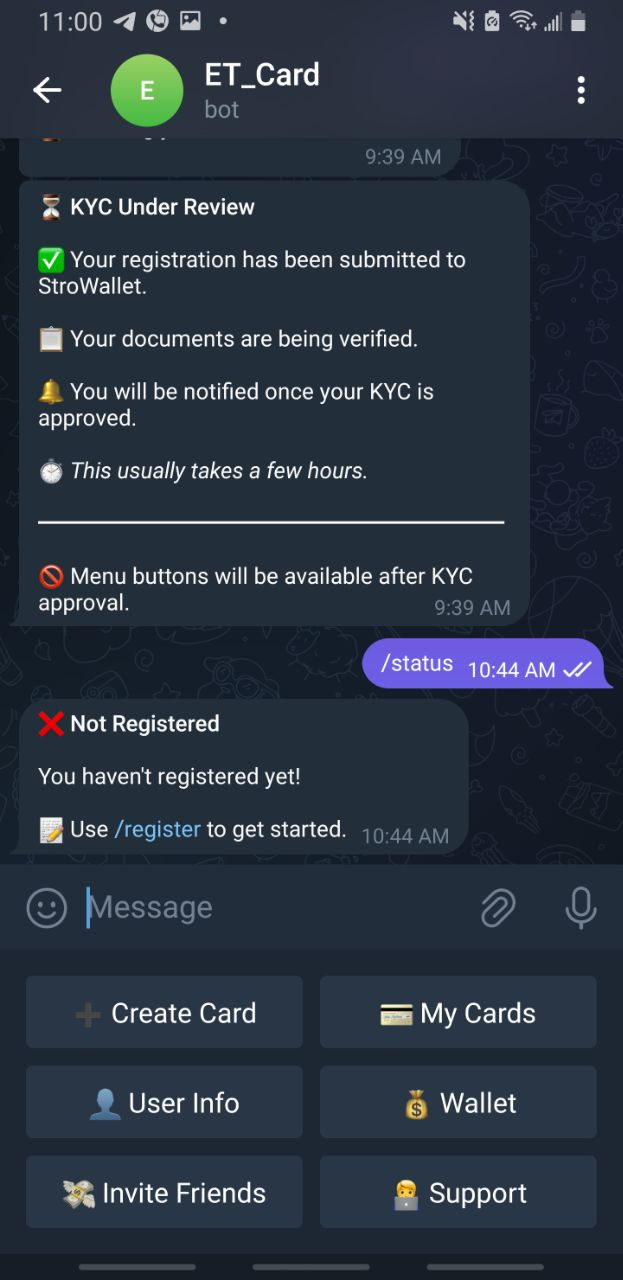 11:00
E
ET_Card
bot
9:39 AM
⏳ KYC Under Review
✅ Your registration has been submitted to
StroWallet.
📋 Your documents are being verified.
🔔 You will be notified once your KYC is
approved.
⏱ This usually takes a few hours.
🚫 Menu buttons will be available after KYC
approval.
9:39 AM
/status 10:44 AM
❌ Not Registered
You haven't registered yet!
📝 Use /register to get started.
10:44 AM
Message
➕ Create Card
💳 My Cards
👤 User Info
💰 Wallet
💸 Invite Friends
🧑‍💻 Support